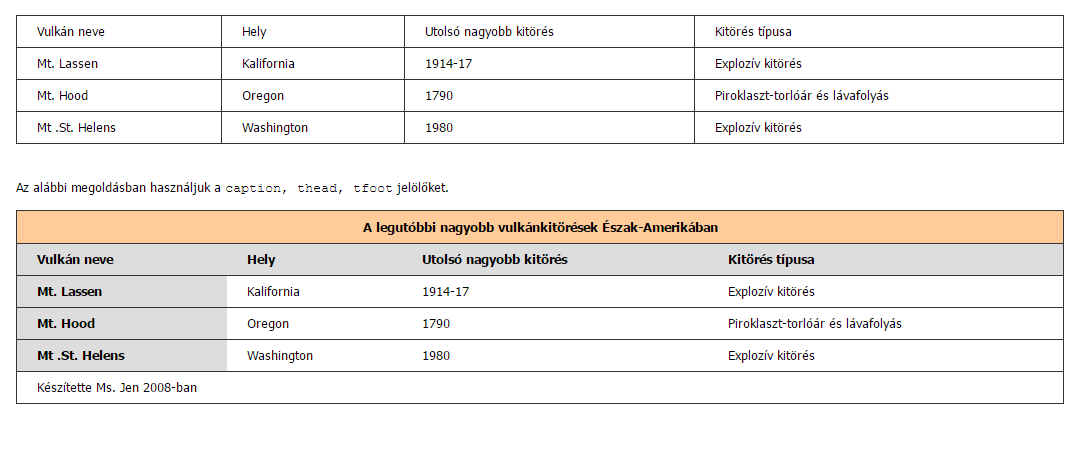 Vulkán neve Hely Utolsó nagyobb kitörés Kitörés típusa
Mt. Lassen Kalifornia 1914-17 Explozív kitörés
Mt. Hood Oregon 1790 Piroklaszt-torlóár és lávafolyás
Mt .St. Helens Washington 1980 Explozív kitörés
Az alábbi megoldásban használjuk a caption, thead, tfoot jelölőket.
A legutóbbi nagyobb vulkánkitörések Észak-Amerikában
Vulkán neve Hely Utolsó nagyobb kitörés Kitörés típusa
Mt. Lassen Kalifornia 1914-17 Explozív kitörés
Mt. Hood Oregon 1790 Piroklaszt-torlóár és lávafolyás
Mt .St. Helens Washington 1980 Explozív kitörés
Készítette Ms. Jen 2008-ban